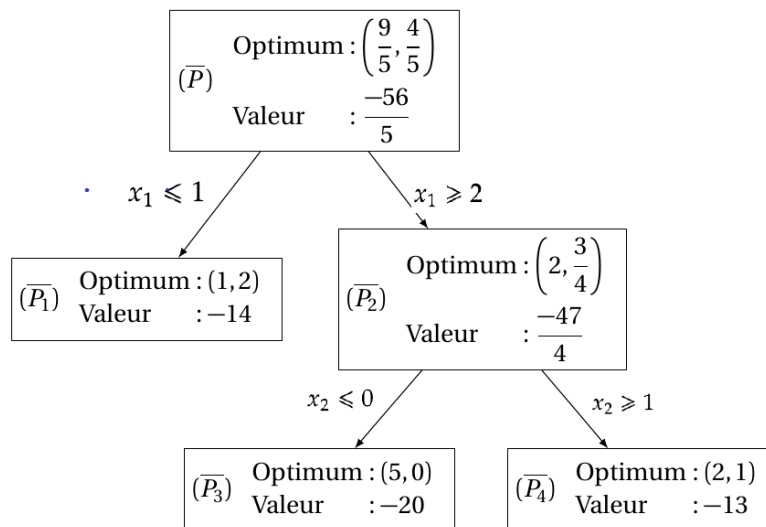 (P̅) Optimum : (9/5, 4/5)
Valeur : −56/5
x₁ ⩽ 1
x₁ ⩾ 2
(P̅₁) Optimum : (1, 2)
Valeur : −14
(P̅₂) Optimum : (2, 3/4)
Valeur : −47/4
x₂ ⩽ 0
x₂ ⩾ 1
(P̅₃) Optimum : (5, 0)
Valeur : −20
(P̅₄) Optimum : (2, 1)
Valeur : −13